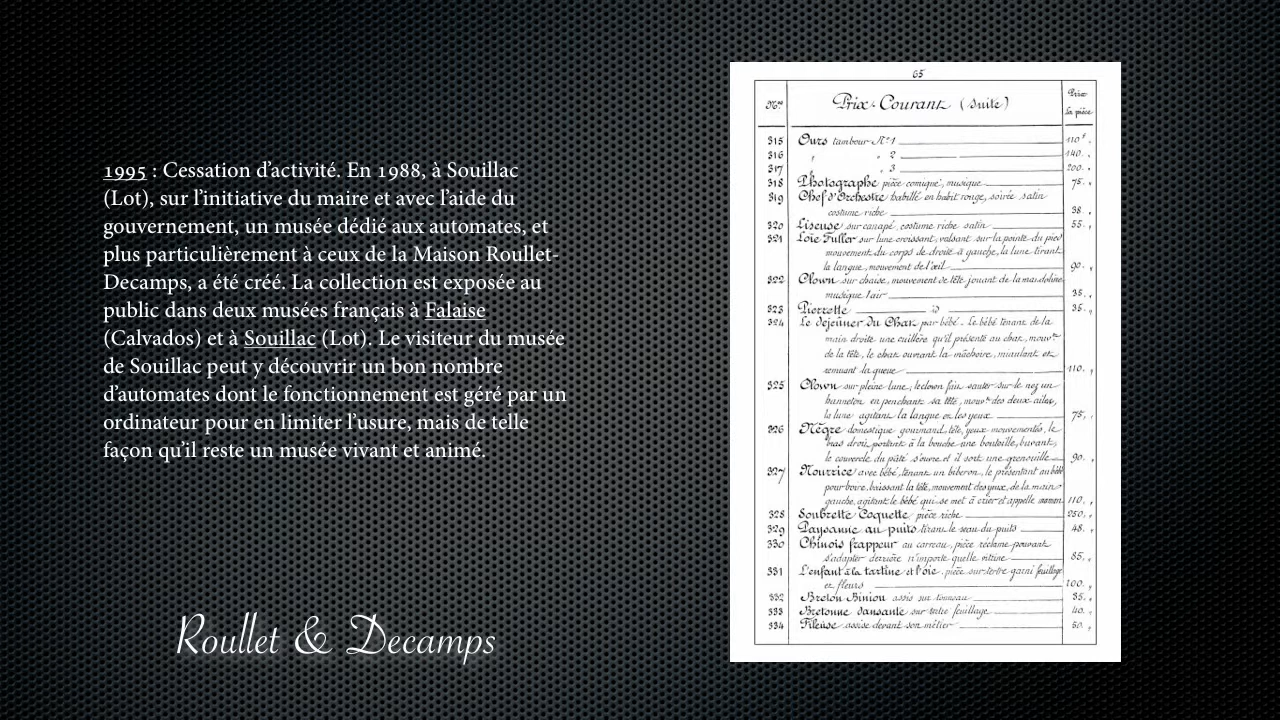 1995 : Cessation d'activité. En 1988, à Souillac
(Lot), sur l'initiative du maire et avec l'aide du
gouvernement, un musée dédié aux automates, et
plus particulièrement à ceux de la Maison Roullet-
Decamps, a été créé. La collection est exposée au
public dans deux musées français à Falaise
(Calvados) et à Souillac (Lot). Le visiteur du musée
de Souillac peut y découvrir un bon nombre
d'automates dont le fonctionnement est géré par un
ordinateur pour en limiter l'usure, mais de telle
façon qu'il reste un musée vivant et animé.
Roullet & Decamps
65
Nos Prix-Courant (suite) Prix
la pièce
315 Ours tambour No 1 110f.
316 " " 2 140. "
317 " " 3 200. "
318 Photographe pièce comique, musique 75. "
319 Chef d'Orchestre habillé en habit rouge, soirée satin
costume riche 38. "
320 Liseuse sur canapé, costume riche satin 55. "
321 Loïe Fuller sur lune croissant, valsant sur la pointe du pied
mouvement du corps de droite à gauche, la lune tirant
la langue, mouvement de l'œil 90. "
322 Clown sur chaise, mouvement de tête jouant de la mandoline
musique 1 air 35. "
323 Pierrette id 35. "
324 Le déjeuner du Chat par bébé. Le bébé tenant de la
main droite une cuillère qu'il présente au chat, mouvt
de la tête, le chat ouvrant la mâchoire, miaulant et
remuant la queue 110. "
325 Clown sur pleine lune, le clown fait sauter sur le nez un
hanneton en penchant sa tête, mouvt des deux ailes,
la lune agitant la langue et les yeux 75. "
326 Nègre domestique gourmand, tête, yeux mouvementés, le
bras droit portant à la bouche une bouteille, buvant,
le couvercle du pâté s'ouvre et il sort une grenouille 90. "
327 Nourrice avec bébé, tenant un biberon, le présentant au bébé
pour boire, baissant la tête, mouvement des yeux, de la main
gauche, agitant le bébé qui se met à crier et appelle maman 110. "
328 Soubrette Coquette pièce riche 250. "
329 Paysanne au puits tirant le seau du puits 48. "
330 Chinois frappeur au carreau, pièce réclame pouvant
s'adapter derrière n'importe quelle vitrine 85. "
331 L'enfant à la tartine et l'oie. pièce sur tertre garni feuillage
et fleurs 100. "
332 Breton Biniou assis sur tonneau 35. "
333 Bretonne dansante sur tertre feuillage 40. "
334 Fileuse assise devant son métier 50. "